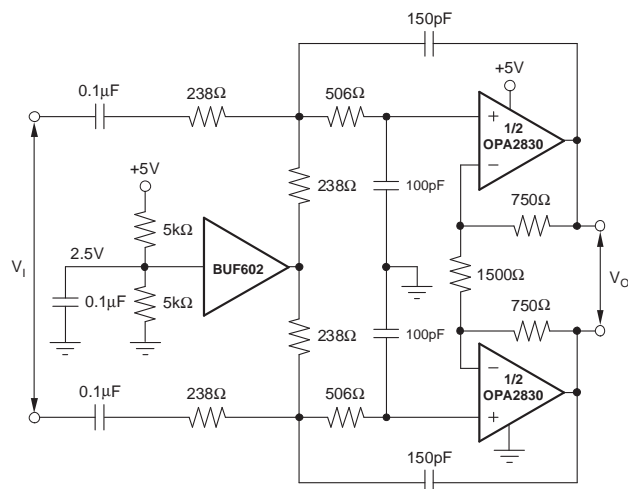 150pF
0.1μF
238Ω
506Ω
+5V
1/2
OPA2830
+
−
+5V
238Ω
100pF
750Ω
5kΩ
2.5V
BUF602
1500Ω
V_I
V_O
0.1μF
5kΩ
238Ω
100pF
750Ω
0.1μF
238Ω
506Ω
−
+
1/2
OPA2830
150pF